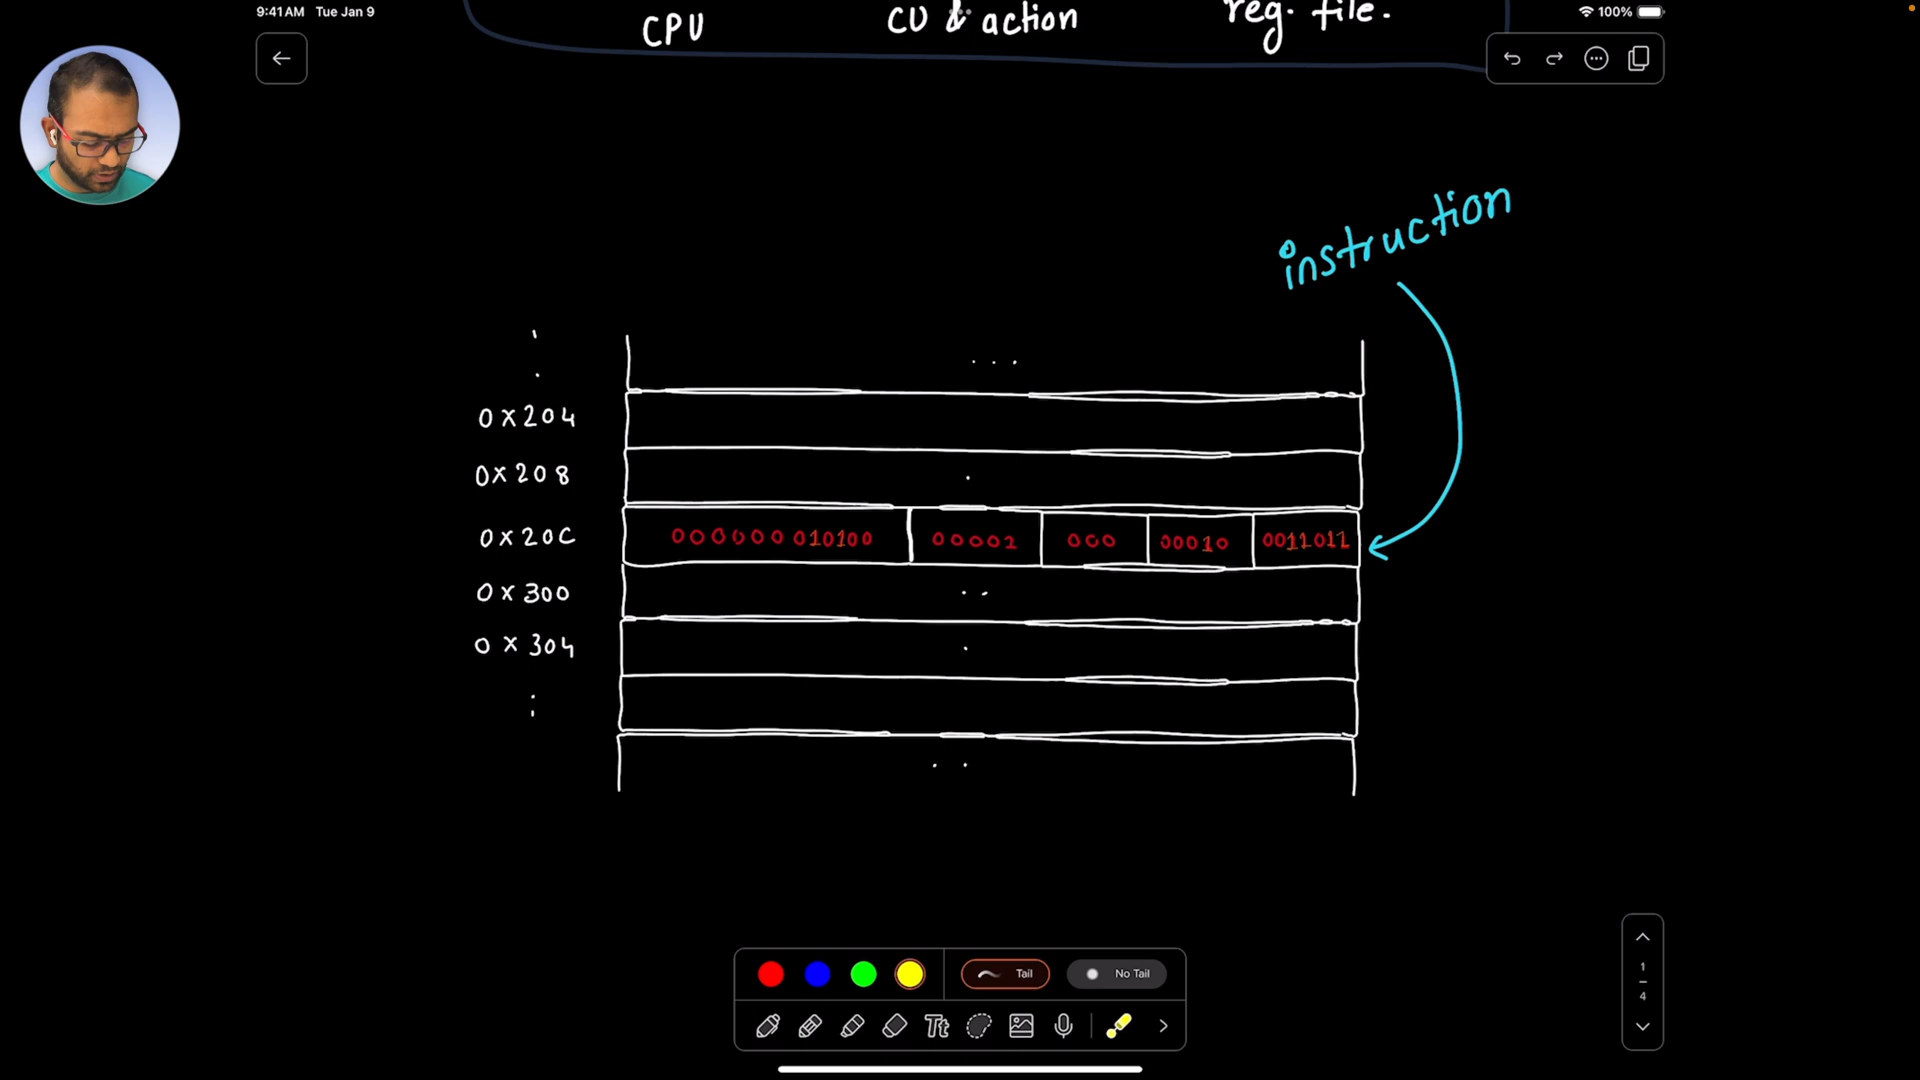 9:41 AM Tue Jan 9
100%
CPU
CU & action
reg. file.
instruction
...
0x204
0x208
0x20C 000000 010100 00001 000 00010 0011011
0x300
0x304
Tail
No Tail
Tt
1
4